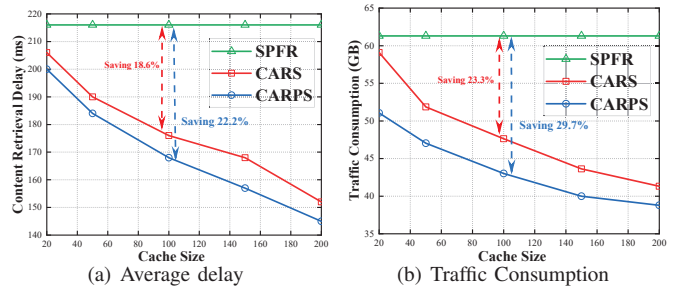 220
210
200
190
180
170
160
150
140
Content Retrieval Delay (ms)
20 40 60 80 100 120 140 160 180 200
Cache Size
SPFR
CARS
CARPS
Saving 18.6%
Saving 22.2%
(a) Average delay
65
60
55
50
45
40
35
Traffic Consumption (GB)
20 40 60 80 100 120 140 160 180 200
Cache Size
SPFR
CARS
CARPS
Saving 23.3%
Saving 29.7%
(b) Traffic Consumption